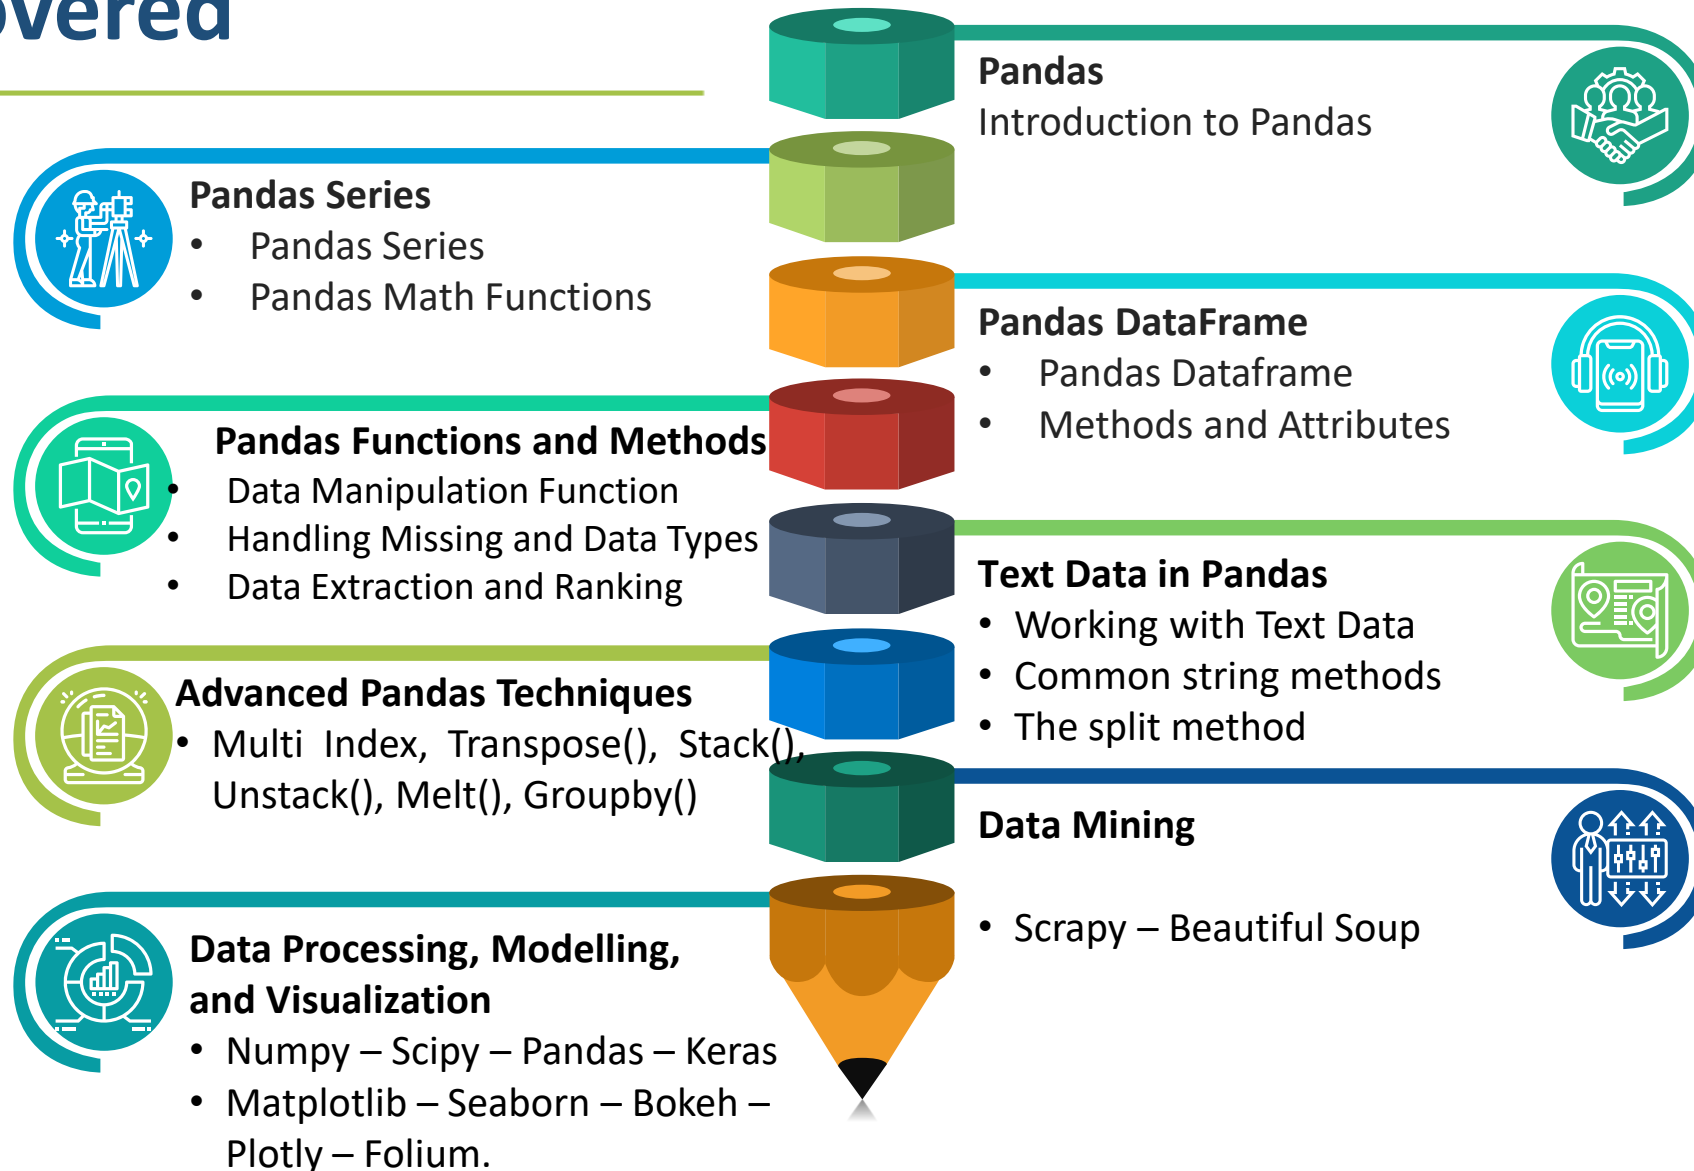 overed
Pandas
Introduction to Pandas
Pandas Series
• Pandas Series
• Pandas Math Functions
Pandas DataFrame
• Pandas Dataframe
• Methods and Attributes
Pandas Functions and Methods
• Data Manipulation Function
• Handling Missing and Data Types
• Data Extraction and Ranking
Text Data in Pandas
• Working with Text Data
• Common string methods
• The split method
Advanced Pandas Techniques
• Multi Index, Transpose(), Stack(),
Unstack(), Melt(), Groupby()
Data Mining
• Scrapy – Beautiful Soup
Data Processing, Modelling,
and Visualization
• Numpy – Scipy – Pandas – Keras
• Matplotlib – Seaborn – Bokeh –
Plotly – Folium.